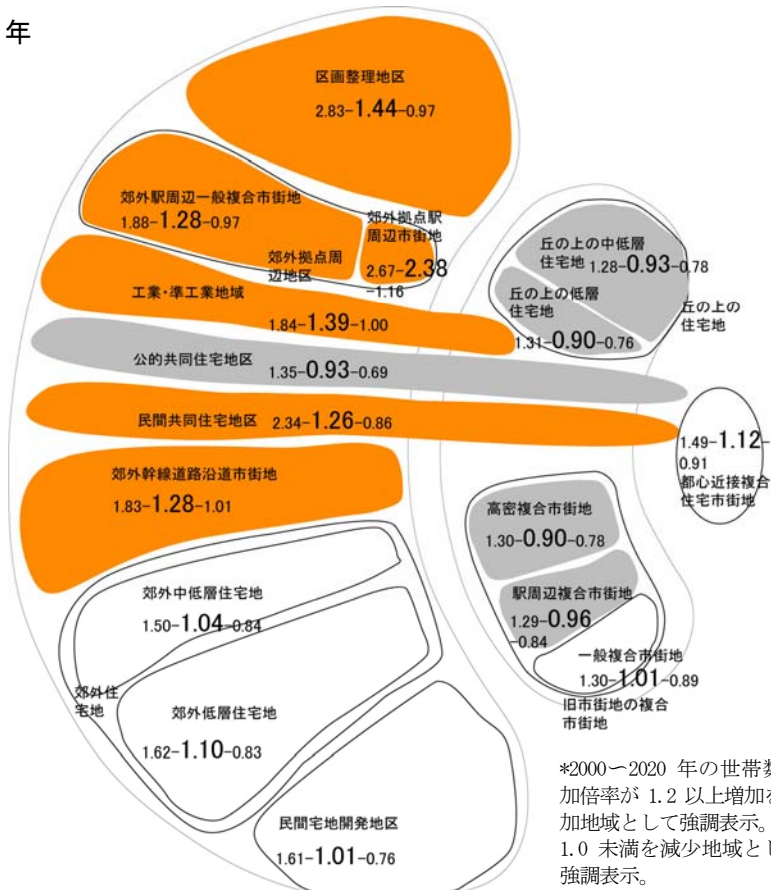 年
区画整理地区
2.83-1.44-0.97
郊外駅周辺一般複合市街地
1.88-1.28-0.97
郊外拠点駅
周辺市街地
2.67-2.38
-1.16
郊外拠点周
辺地区
工業・準工業地域
1.84-1.39-1.00
公的共同住宅地区
1.35-0.93-0.69
民間共同住宅地区 2.34-1.26-0.86
郊外幹線道路沿道市街地
1.83-1.28-1.01
郊外中低層住宅地
1.50-1.04-0.84
郊外住
宅地
郊外低層住宅地
1.62-1.10-0.83
民間宅地開発地区
1.61-1.01-0.76
丘の上の中低層
住宅地 1.28-0.93-0.78
丘の上の低層
住宅地
1.31-0.90-0.76
丘の上の
住宅地
1.49-1.12-
0.91
都心近接複合
住宅市街地
高密複合市街地
1.30-0.90-0.78
駅周辺複合市街地
1.29-0.96
-0.84
一般複合市街地
1.30-1.01-0.89
旧市街地の複合
市街地
*2000～2020 年の世帯数
加倍率が 1.2 以上増加を
加地域として強調表示。
1.0 未満を減少地域とし
強調表示。